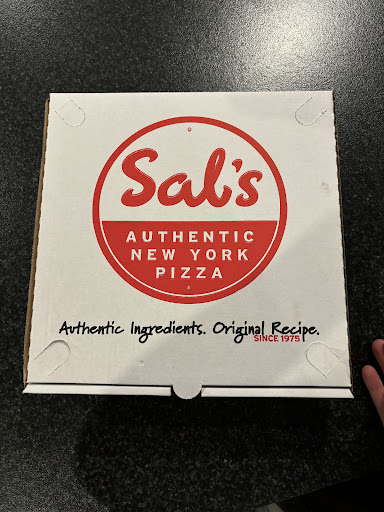 Sal's
AUTHENTIC
NEW YORK
PIZZA
Authentic Ingredients. Original Recipe.
SINCE 1975